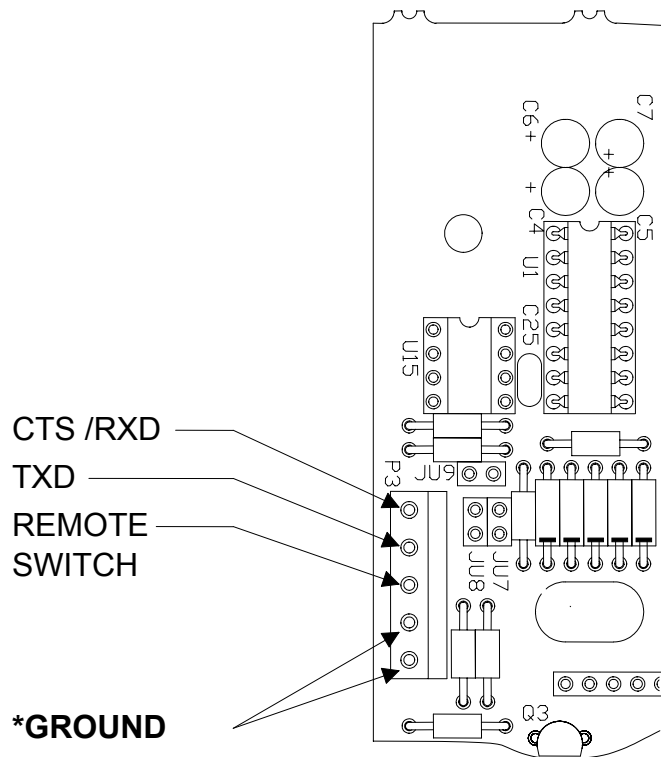 C6
C7
C4
C5
U1
C25
U15
CTS /RXD
TXD
REMOTE
SWITCH
P3
JU9
JU8
JU7
*GROUND
Q3